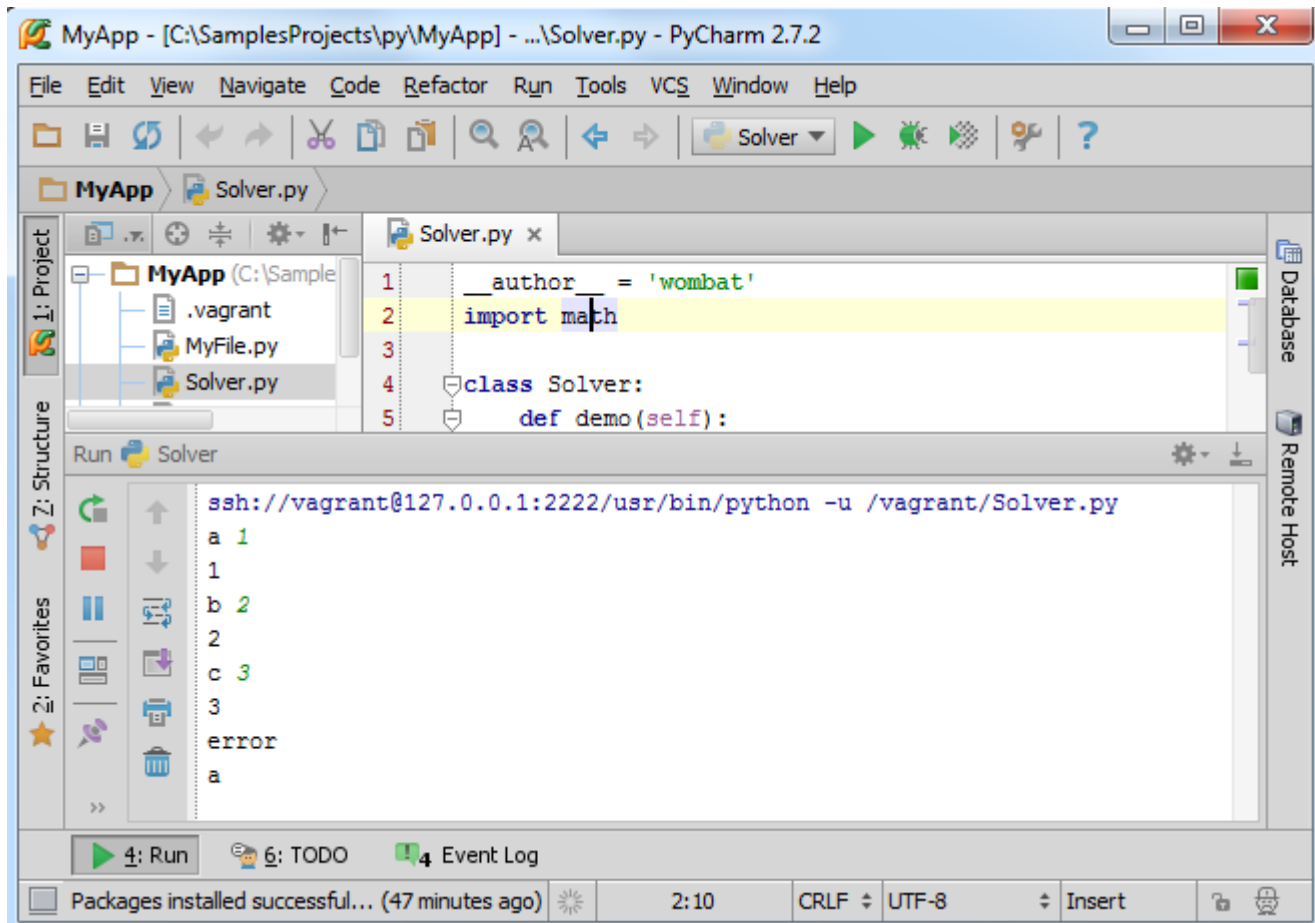 MyApp - [C:\SamplesProjects\py\MyApp] - ...\Solver.py - PyCharm 2.7.2
File Edit View Navigate Code Refactor Run Tools VCS Window Help
Solver
MyApp Solver.py
1: Project
Solver.py
MyApp (C:\Sample
.vagrant
MyFile.py
Solver.py
1 __author__ = 'wombat'
2 import math
3
4 class Solver:
5 def demo(self):
Database
Remote Host
Z: Structure
2: Favorites
Run Solver
ssh://vagrant@127.0.0.1:2222/usr/bin/python -u /vagrant/Solver.py
a 1
1
b 2
2
c 3
3
error
a
4: Run 6: TODO 4 Event Log
Packages installed successful... (47 minutes ago) 2:10 CRLF UTF-8 Insert